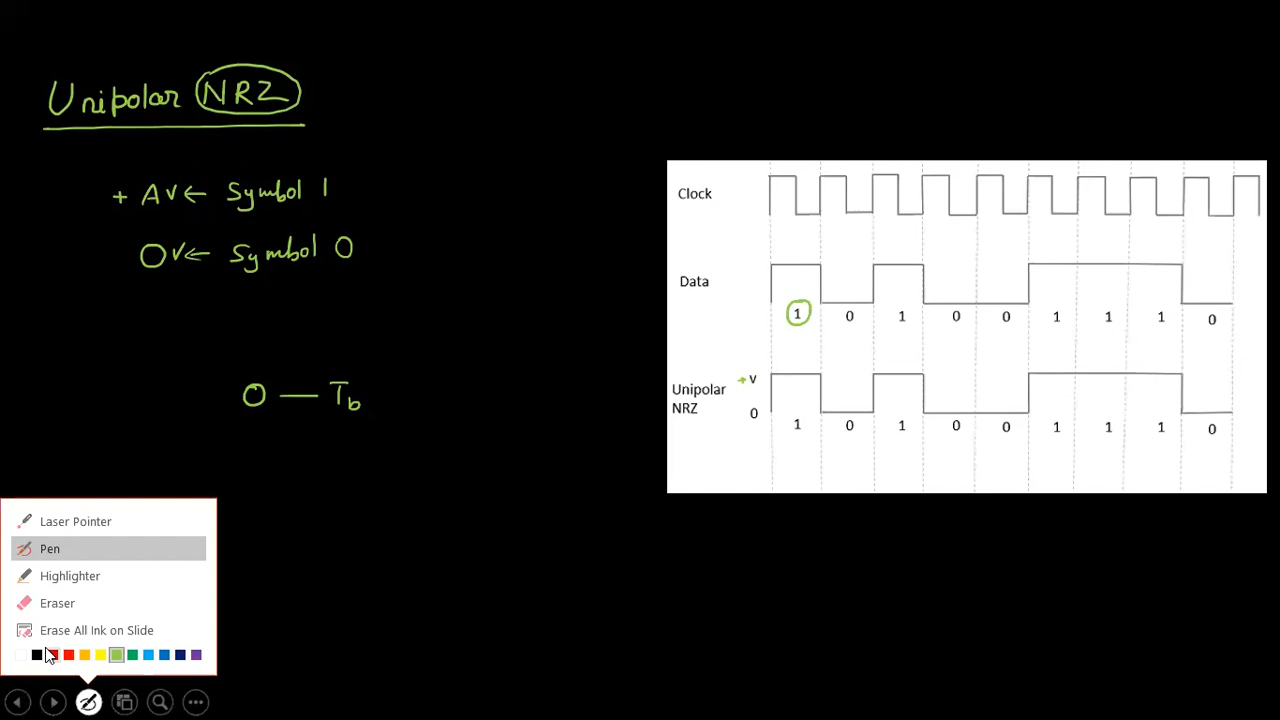 Unipolar NRZ
+ AV ← Symbol 1
0V ← Symbol 0
0 — Tb
Clock
Data
1 0 1 0 0 1 1 1 0
Unipolar
NRZ
V
0
1 0 1 0 0 1 1 1 0
Laser Pointer
Pen
Highlighter
Eraser
Erase All Ink on Slide